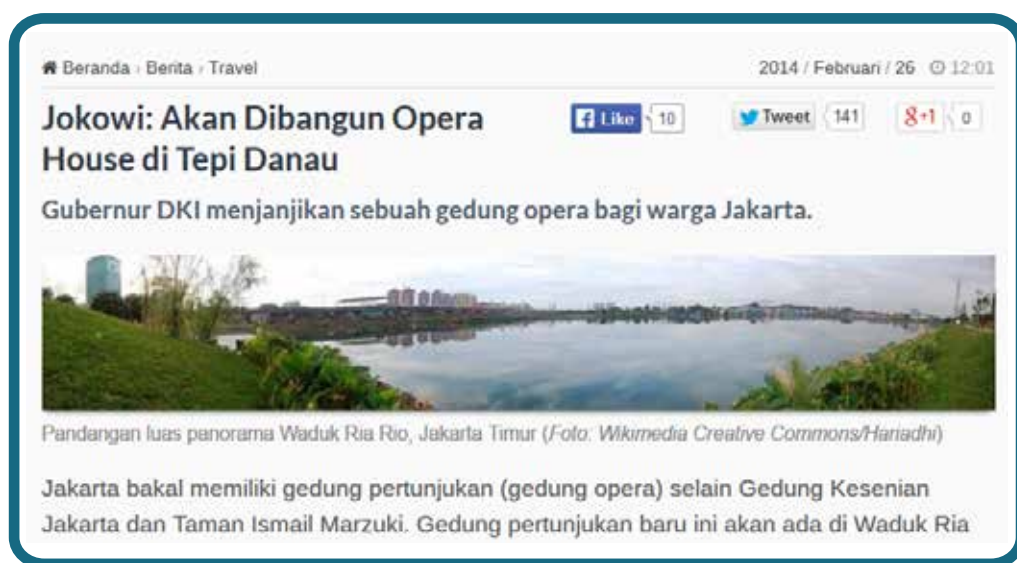 Beranda › Berita › Travel 2014 / Februari / 26 12:01
Jokowi: Akan Dibangun Opera House di Tepi Danau
Like 10 Tweet 141 g+1 0
Gubernur DKI menjanjikan sebuah gedung opera bagi warga Jakarta.
Pandangan luas panorama Waduk Ria Rio, Jakarta Timur (Foto: Wikimedia Creative Commons/Hariadhi)
Jakarta bakal memiliki gedung pertunjukan (gedung opera) selain Gedung Kesenian
Jakarta dan Taman Ismail Marzuki. Gedung pertunjukan baru ini akan ada di Waduk Ria